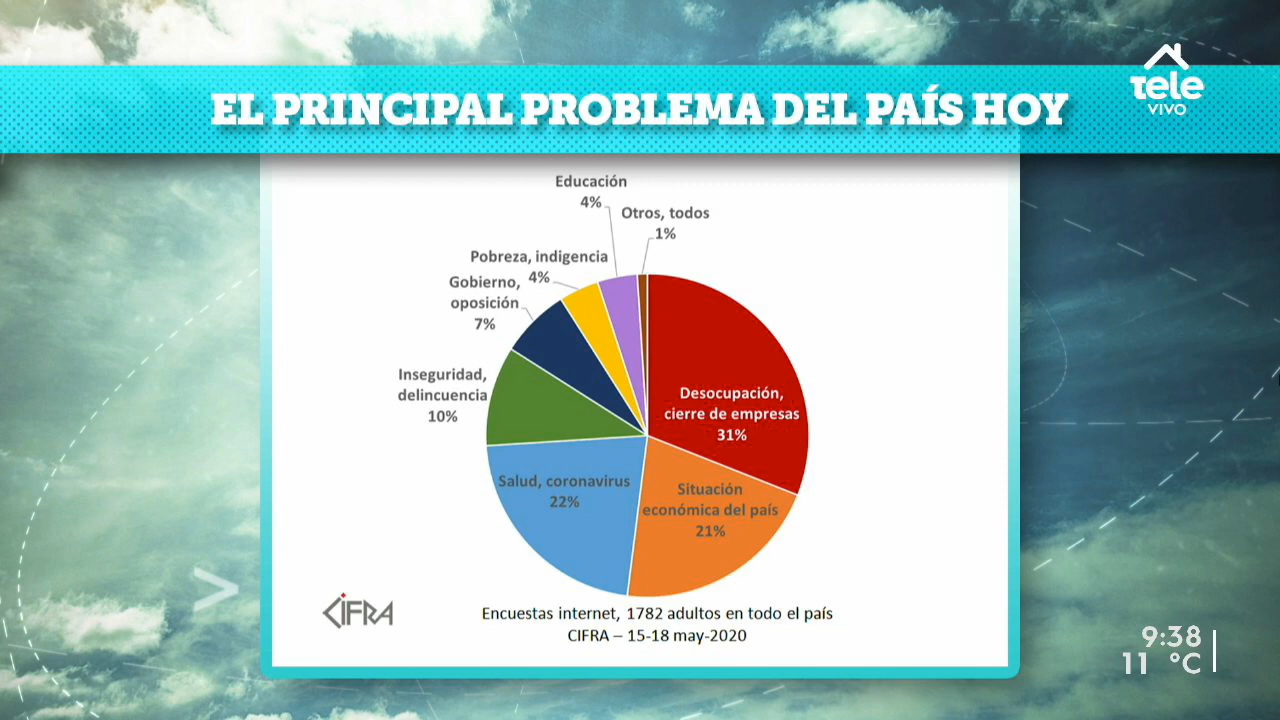 EL PRINCIPAL PROBLEMA DEL PAÍS HOY
TELE
VIVO
Educación
4%
Otros, todos
1%
Pobreza, indigencia
4%
Gobierno,
oposición
7%
Inseguridad,
delincuencia
10%
Desocupación,
cierre de empresas
31%
Salud, coronavirus
22%
Situación
económica del país
21%
CIFRA
Encuestas internet, 1782 adultos en todo el país
CIFRA – 15-18 may-2020
9:38
11 °C